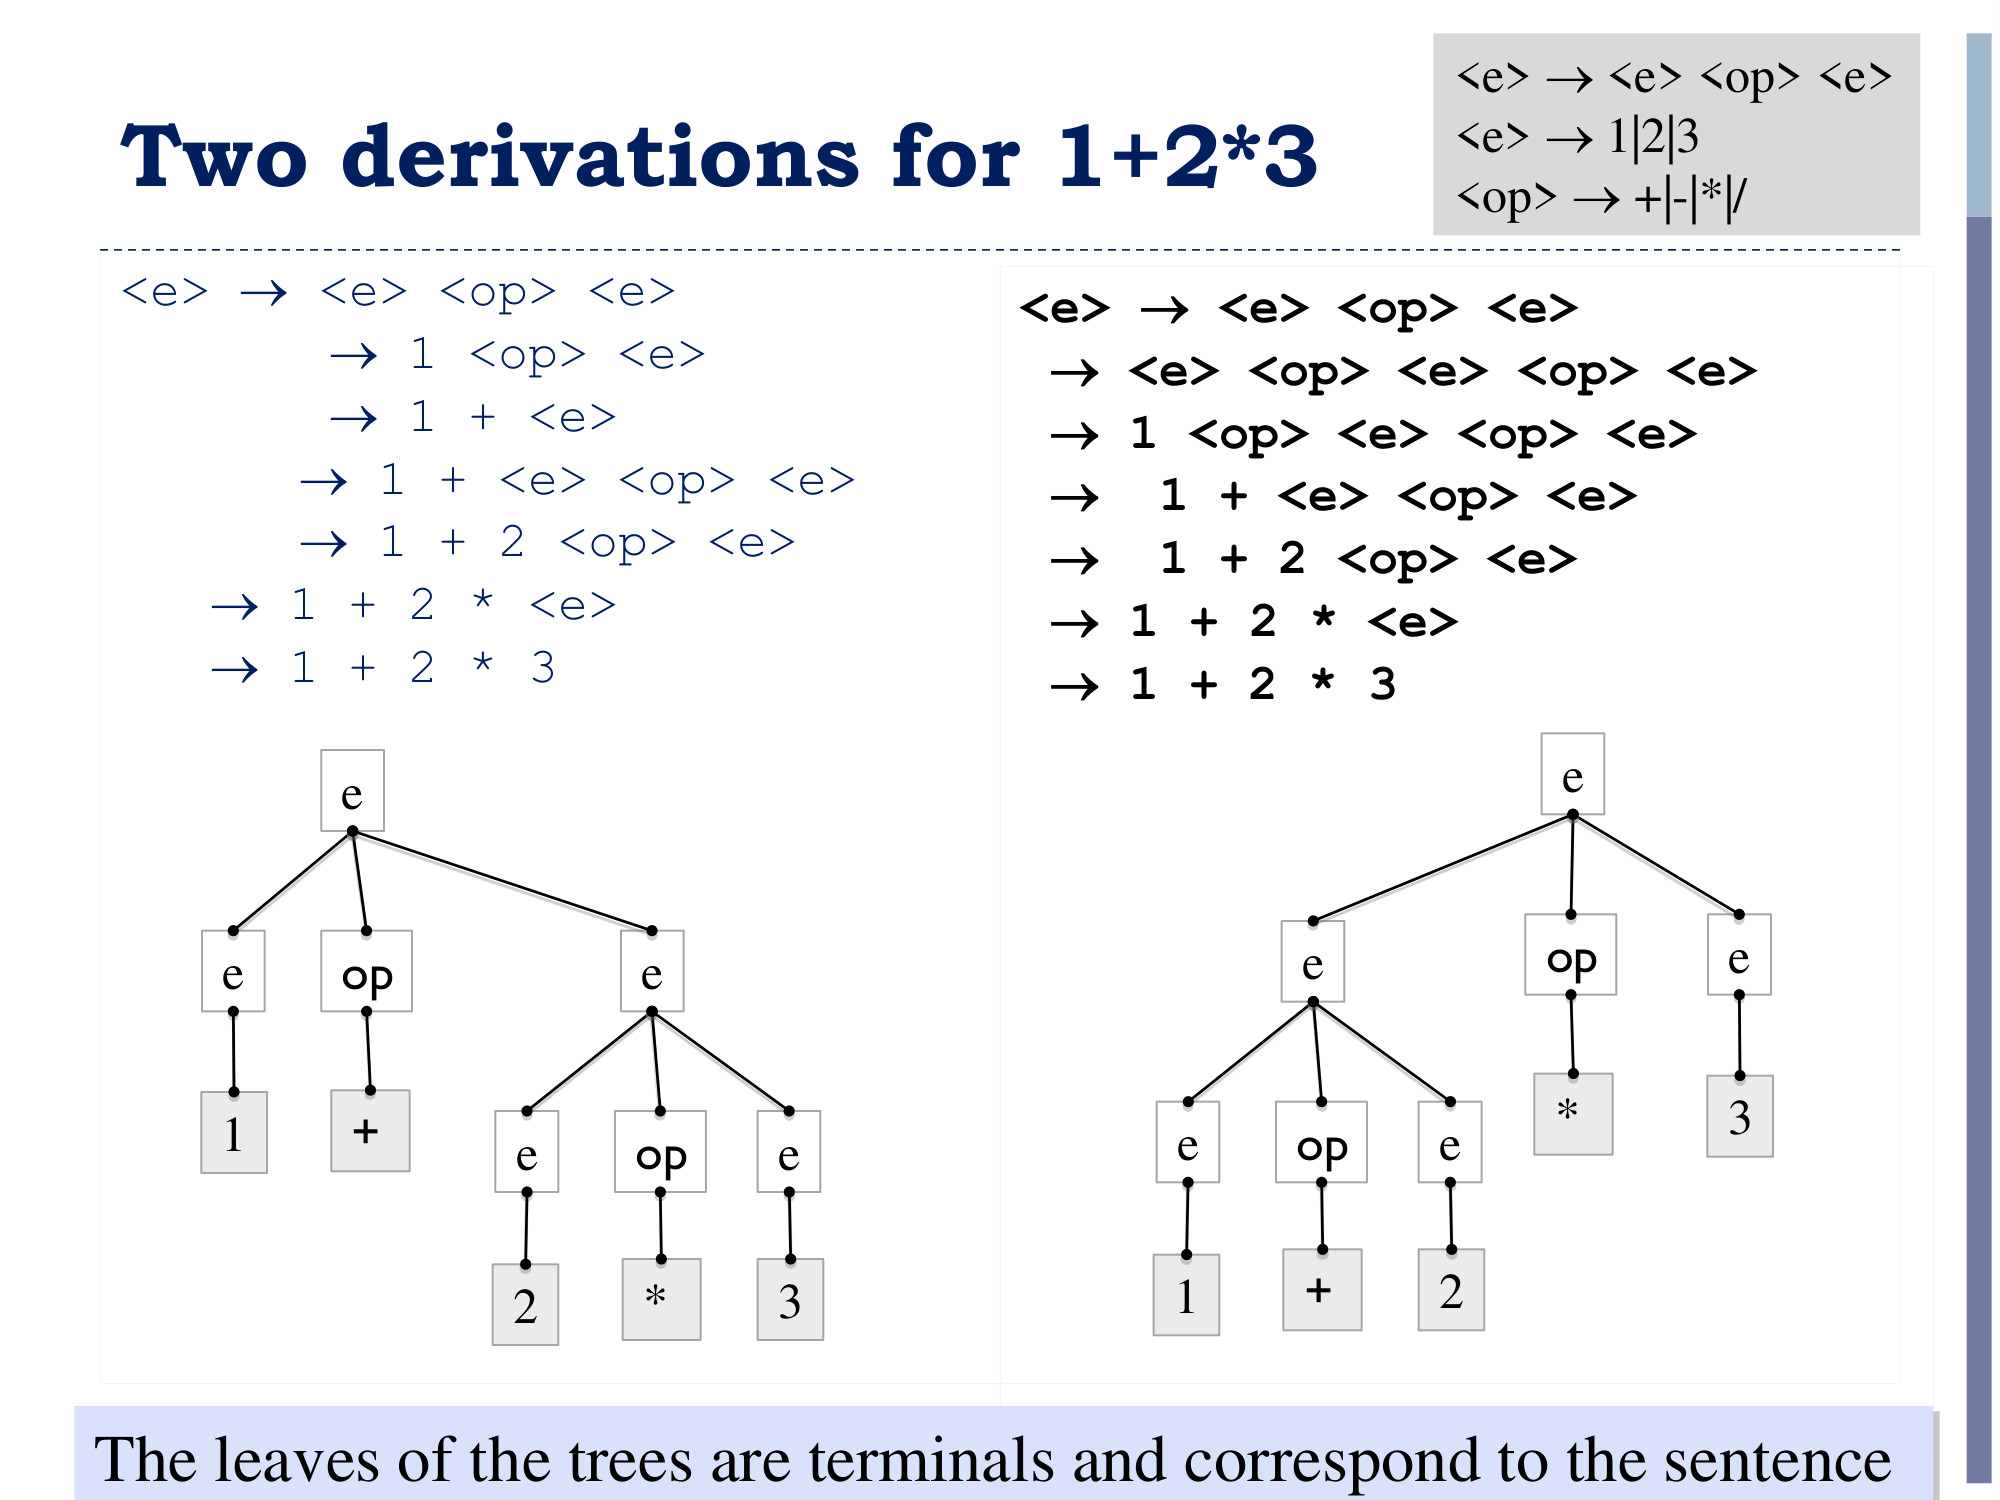 Two derivations for 1+2*3
<e> → <e> <op> <e>
<e> → 1|2|3
<op> → +|-|*|/
<e> → <e> <op> <e>
→ 1 <op> <e>
→ 1 + <e>
→ 1 + <e> <op> <e>
→ 1 + 2 <op> <e>
→ 1 + 2 * <e>
→ 1 + 2 * 3
<e> → <e> <op> <e>
→ <e> <op> <e> <op> <e>
→ 1 <op> <e> <op> <e>
→ 1 + <e> <op> <e>
→ 1 + 2 <op> <e>
→ 1 + 2 * <e>
→ 1 + 2 * 3
e
e op e
1 +
e op e
2 * 3
e
e op e
* 3
e op e
1 + 2
The leaves of the trees are terminals and correspond to the sentence